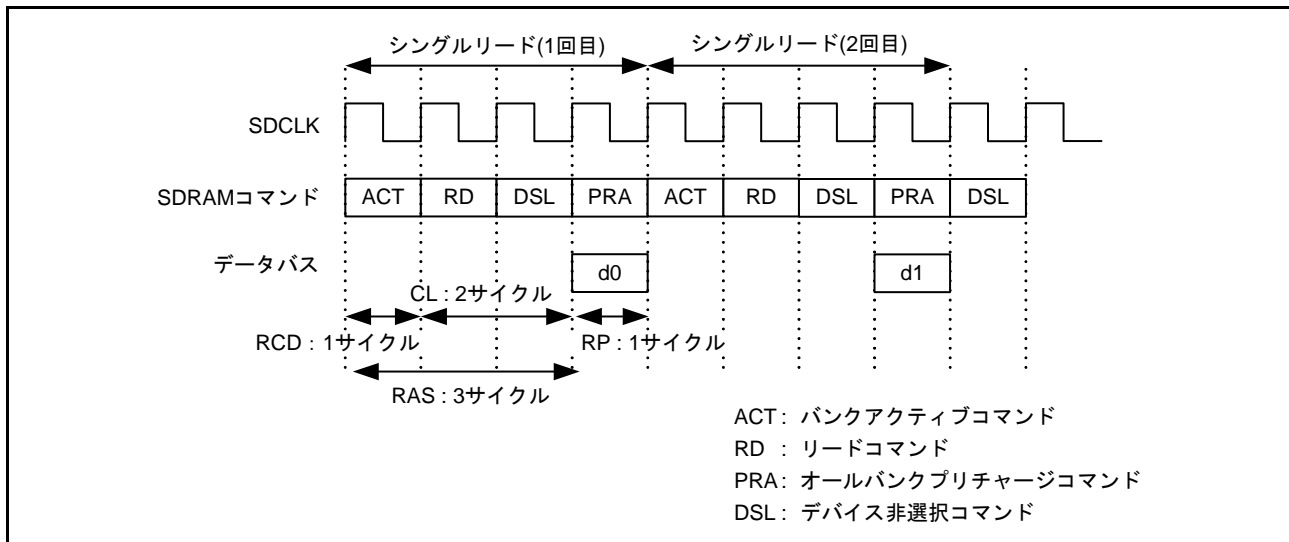 シングルリード(1回目) シングルリード(2回目)
SDCLK
SDRAMコマンド ACT RD DSL PRA ACT RD DSL PRA DSL
データバス d0 d1
CL : 2サイクル
RCD : 1サイクル RP : 1サイクル
RAS : 3サイクル
ACT : バンクアクティブコマンド
RD : リードコマンド
PRA : オールバンクプリチャージコマンド
DSL : デバイス非選択コマンド